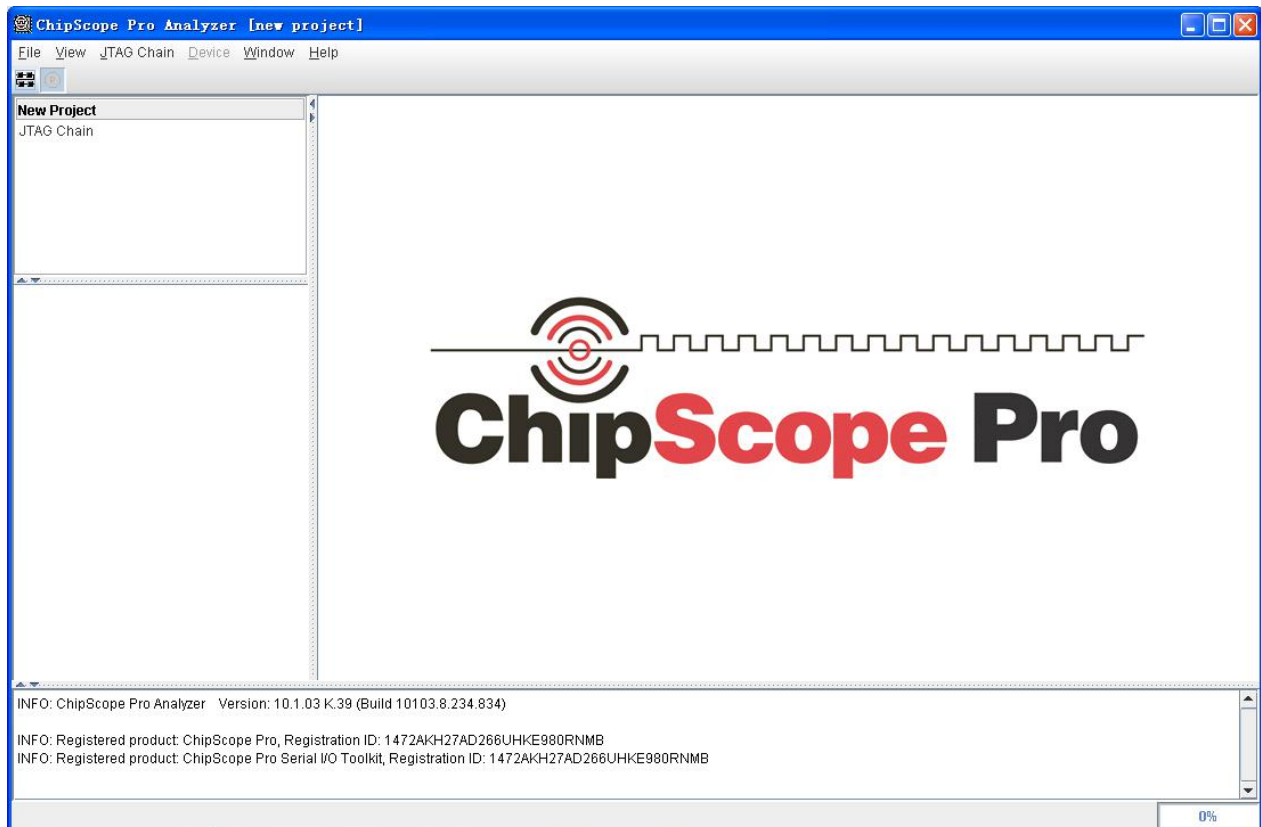 ChipScope Pro Analyzer [new project]
File View JTAG Chain Device Window Help
New Project
JTAG Chain
ChipScope Pro
INFO: ChipScope Pro Analyzer Version: 10.1.03 K.39 (Build 10103.8.234.834)
INFO: Registered product: ChipScope Pro, Registration ID: 1472AKH27AD266UHKE980RNMB
INFO: Registered product: ChipScope Pro Serial I/O Toolkit, Registration ID: 1472AKH27AD266UHKE980RNMB
0%